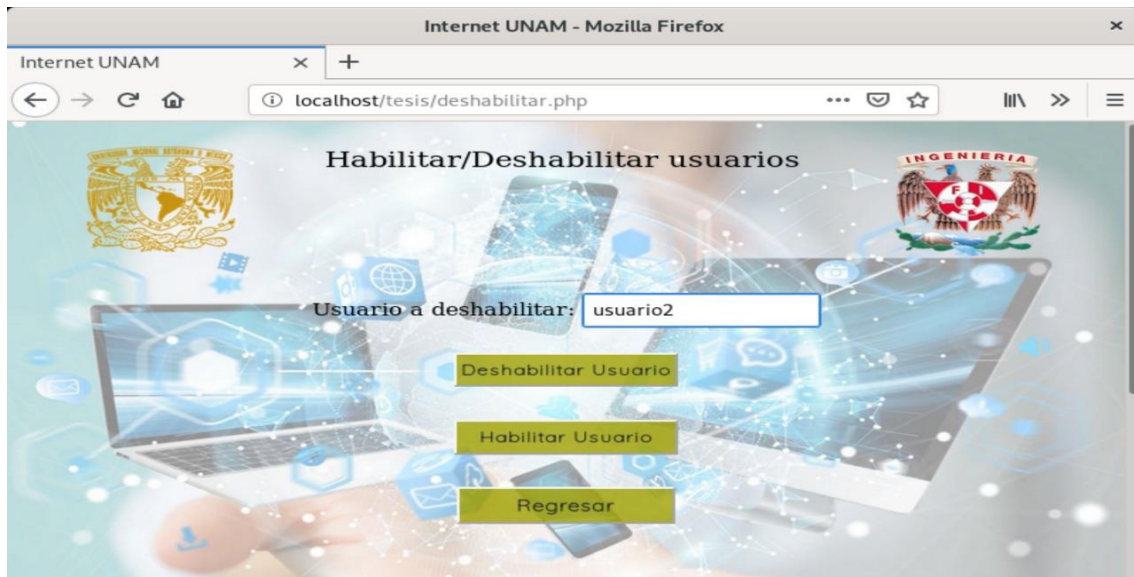 Internet UNAM - Mozilla Firefox
Internet UNAM
localhost/tesis/deshabilitar.php
Habilitar/Deshabilitar usuarios
INGENIERIA
F I
Usuario a deshabilitar: usuario2
Deshabilitar Usuario
Habilitar Usuario
Regresar